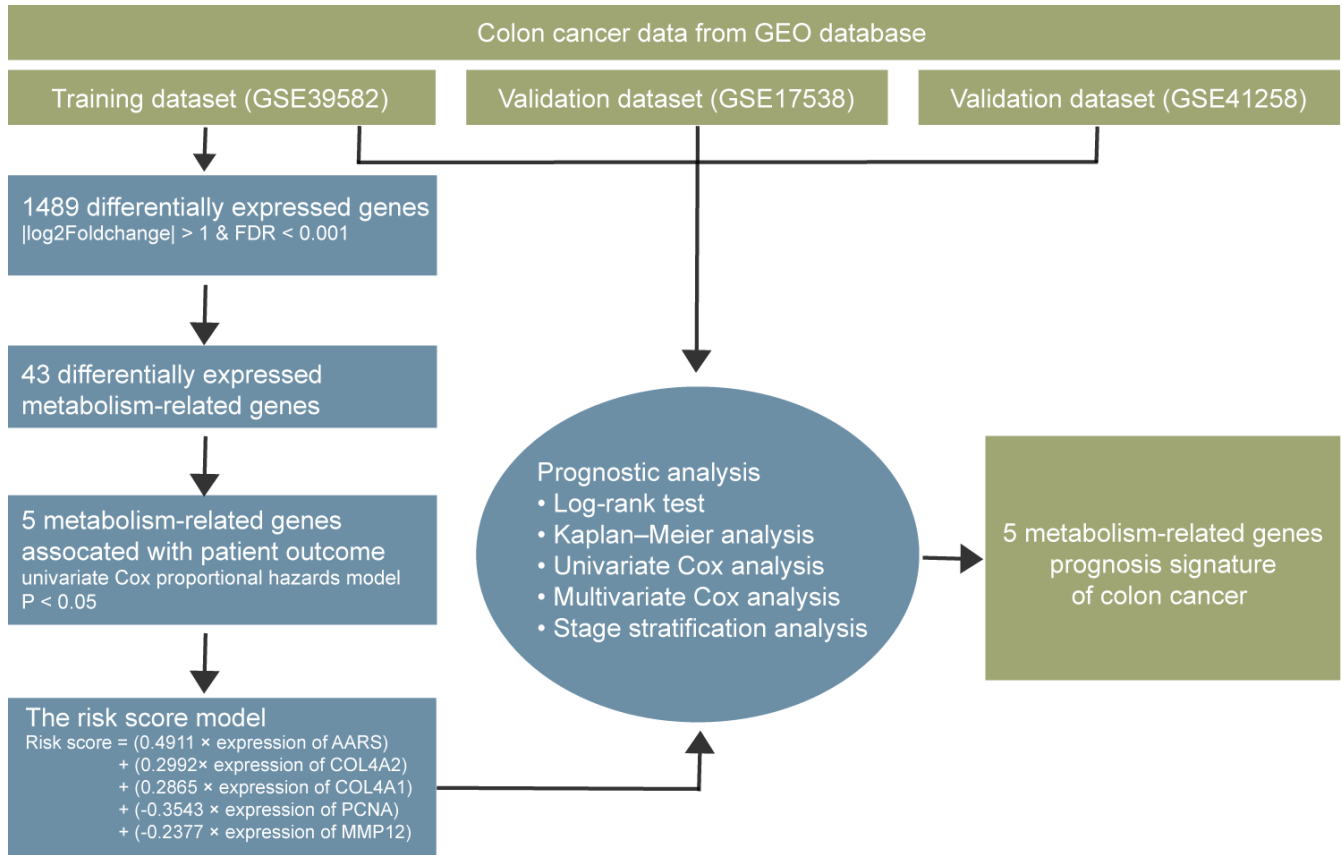 Colon cancer data from GEO database
Training dataset (GSE39582)
Validation dataset (GSE17538)
Validation dataset (GSE41258)
1489 differentially expressed genes
|log2Foldchange| > 1 & FDR < 0.001
43 differentially expressed
metabolism-related genes
5 metabolism-related genes
assocated with patient outcome
univariate Cox proportional hazards model
P < 0.05
The risk score model
Risk score = (0.4911 × expression of AARS)
+ (0.2992× expression of COL4A2)
+ (0.2865 × expression of COL4A1)
+ (-0.3543 × expression of PCNA)
+ (-0.2377 × expression of MMP12)
Prognostic analysis
• Log-rank test
• Kaplan–Meier analysis
• Univariate Cox analysis
• Multivariate Cox analysis
• Stage stratification analysis
5 metabolism-related genes
prognosis signature
of colon cancer